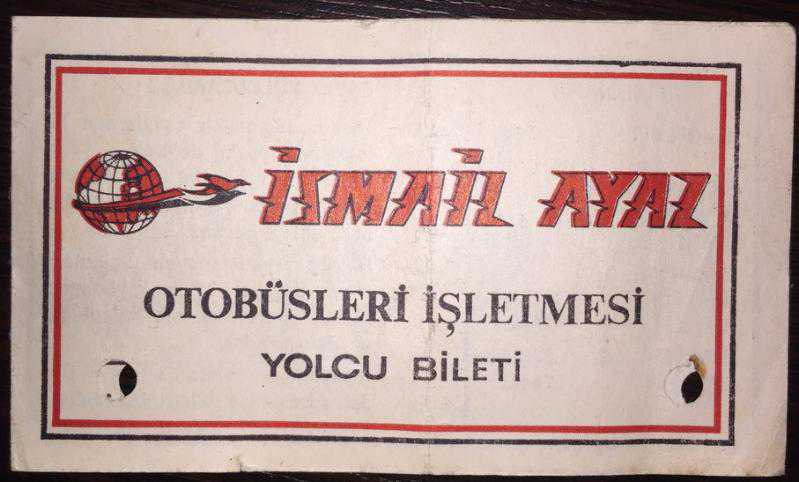 İSMAİL AYAZ
OTOBÜSLERİ İŞLETMESİ
YOLCU BİLETİ